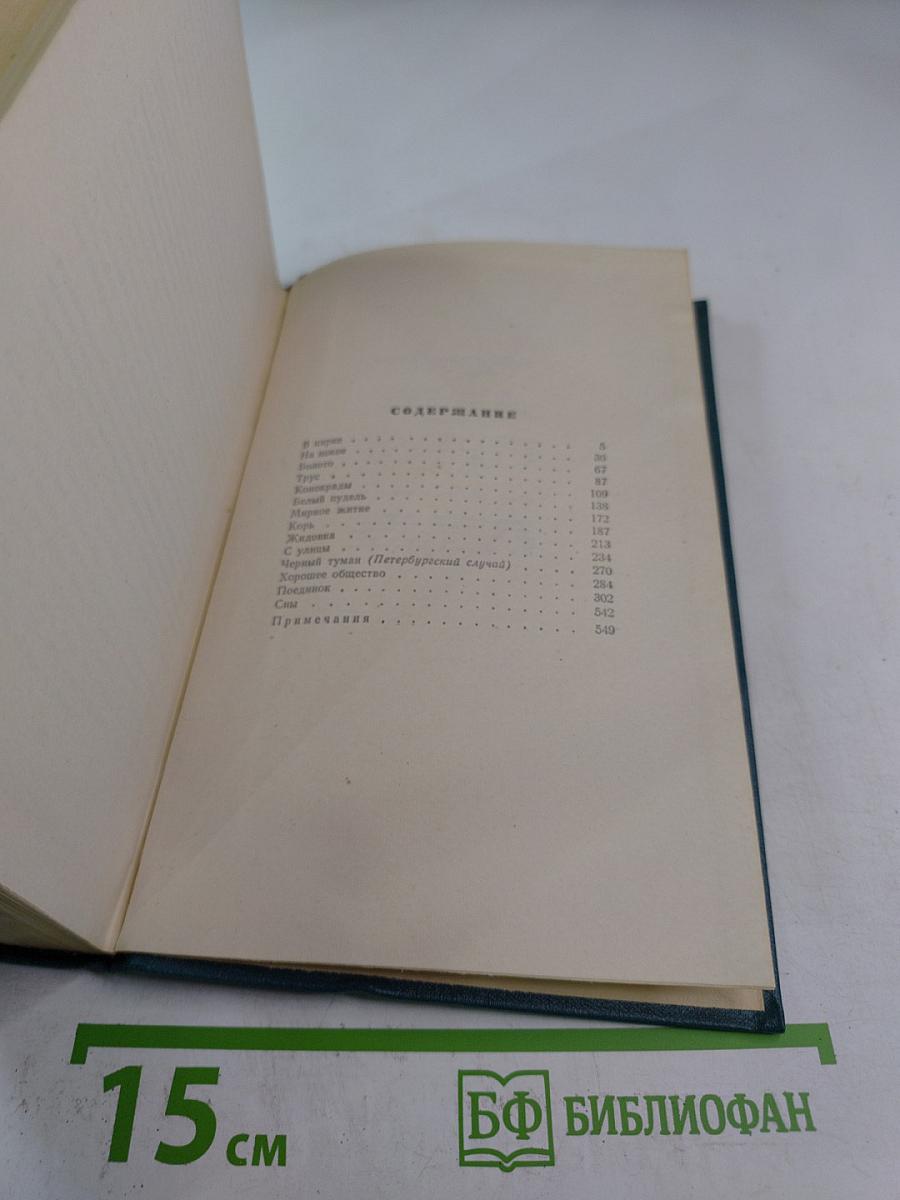 СОДЕРЖАНИЕ
В цирке . . . . . . . . . . . . . . . . 5
На покое . . . . . . . . . . . . . . . . 36
Болото . . . . . . . . . . . . . . . . 67
Трус . . . . . . . . . . . . . . . . 87
Конокрады . . . . . . . . . . . . . . . . 109
Белый пудель . . . . . . . . . . . . . . . . 138
Мирное житие . . . . . . . . . . . . . . . . 172
Корь . . . . . . . . . . . . . . . . 187
Жидовка . . . . . . . . . . . . . . . . 213
С улицы . . . . . . . . . . . . . . . . 234
Черный туман (Петербургский случай) . . . . 270
Хорошее общество . . . . . . . . . . . . 284
Поединок . . . . . . . . . . . . . . . . 302
Сны . . . . . . . . . . . . . . . . 542
Примечания . . . . . . . . . . . . 549
15 см
БФ БИБЛИОФАН